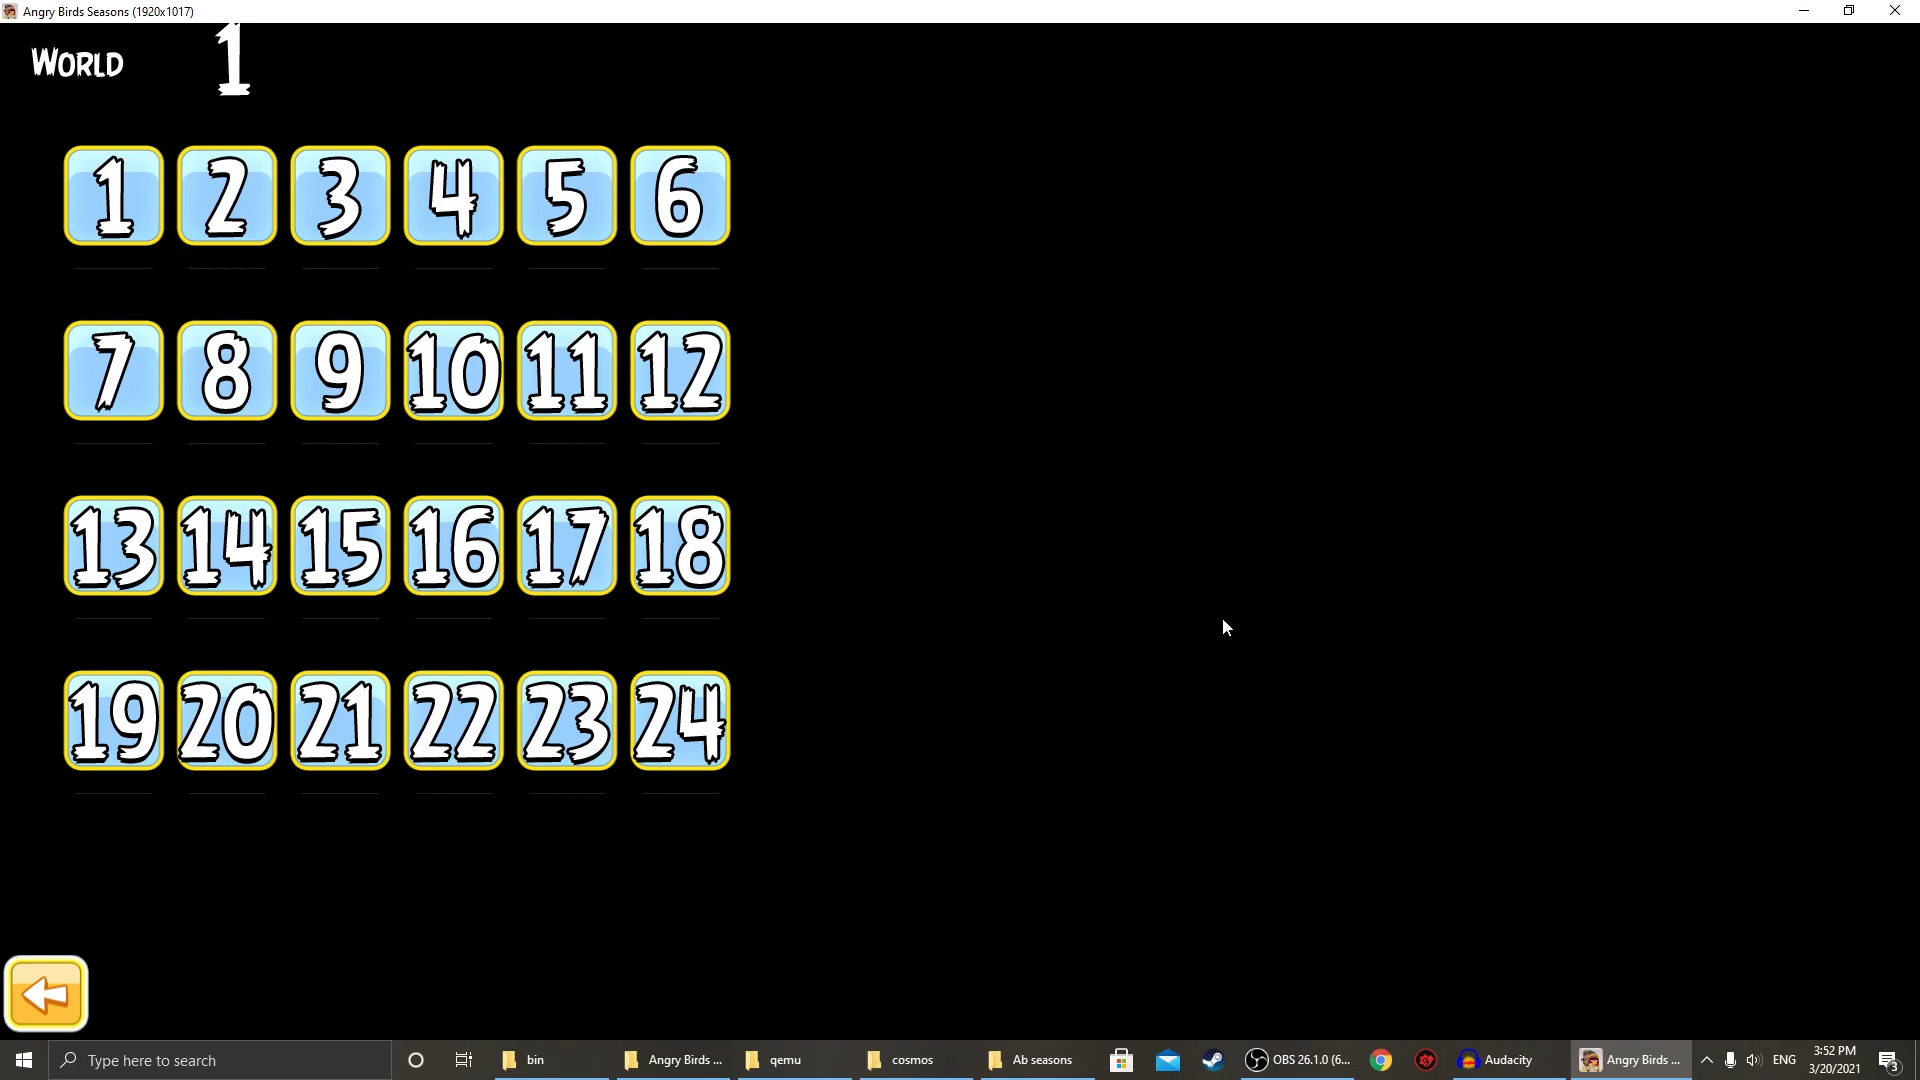 Angry Birds Seasons (1920x1017)
WORLD 1
1 2 3 4 5 6
7 8 9 10 11 12
13 14 15 16 17 18
19 20 21 22 23 24
Type here to search
bin
Angry Birds ...
qemu
cosmos
Ab seasons
OBS 26.1.0 (6...
Audacity
Angry Birds ...
ENG
3:52 PM
3/20/2021
3